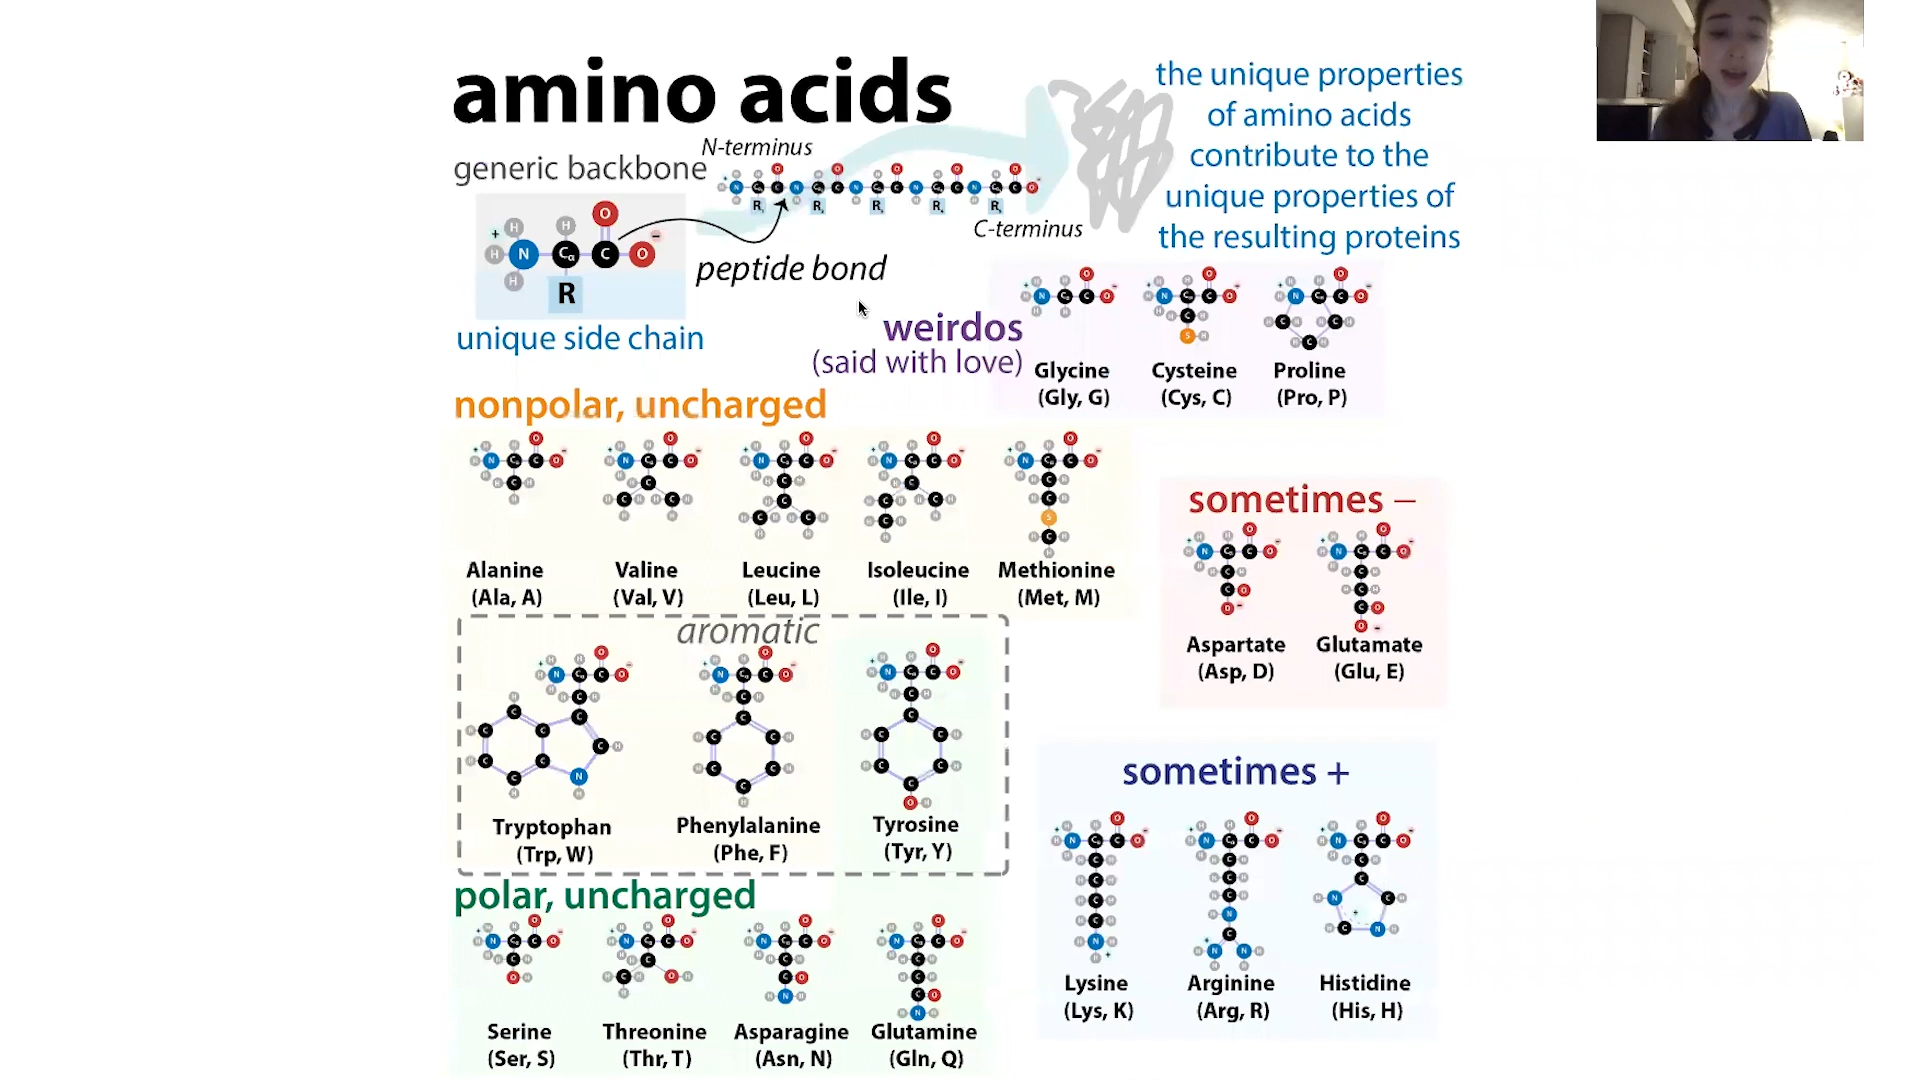 amino acids
generic backbone
N-terminus
C-terminus
R
unique side chain
peptide bond
the unique properties
of amino acids
contribute to the
unique properties of
the resulting proteins
weirdos
(said with love)
Glycine
(Gly, G)
Cysteine
(Cys, C)
Proline
(Pro, P)
nonpolar, uncharged
Alanine
(Ala, A)
Valine
(Val, V)
Leucine
(Leu, L)
Isoleucine
(Ile, I)
Methionine
(Met, M)
aromatic
Tryptophan
(Trp, W)
Phenylalanine
(Phe, F)
Tyrosine
(Tyr, Y)
polar, uncharged
Serine
(Ser, S)
Threonine
(Thr, T)
Asparagine
(Asn, N)
Glutamine
(Gln, Q)
sometimes –
Aspartate
(Asp, D)
Glutamate
(Glu, E)
sometimes +
Lysine
(Lys, K)
Arginine
(Arg, R)
Histidine
(His, H)